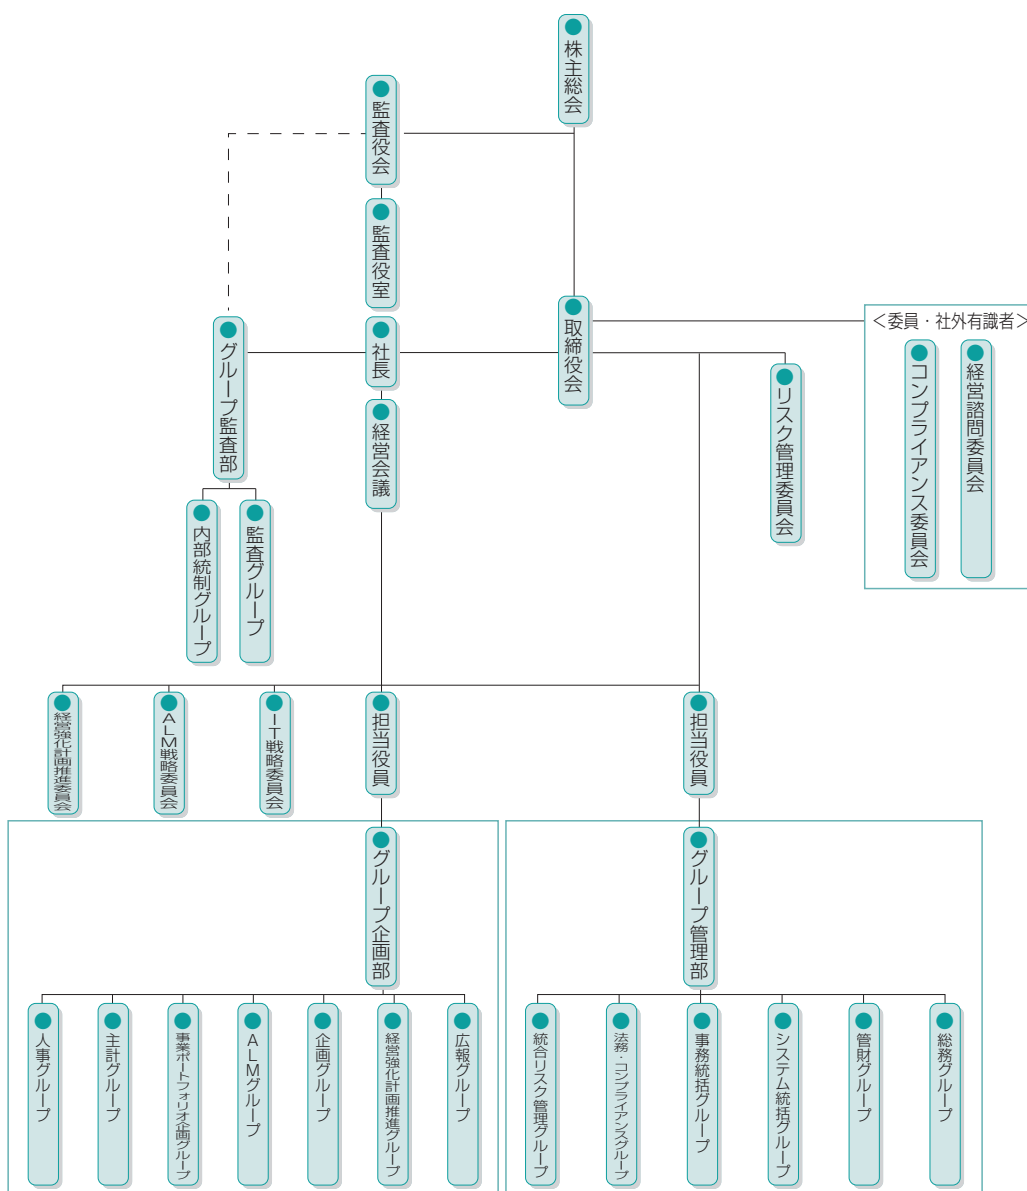 株主総会
監査役会
監査役室
取締役会
＜委員・社外有識者＞
コンプライアンス委員会
経営諮問委員会
社長
経営会議
グループ監査部
リスク管理委員会
内部統制グループ
監査グループ
経営強化計画推進委員会
ALM戦略委員会
IT戦略委員会
担当役員
担当役員
グループ企画部
グループ管理部
人事グループ
主計グループ
事業ポートフォリオ企画グループ
ALMグループ
企画グループ
経営強化計画推進グループ
広報グループ
統合リスク管理グループ
法務・コンプライアンスグループ
事務統括グループ
システム統括グループ
管財グループ
総務グループ